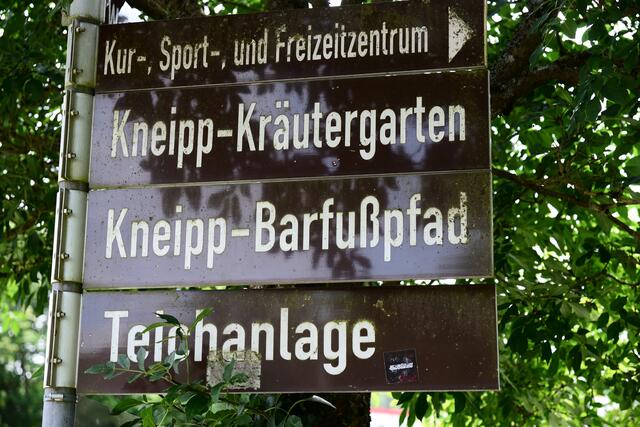 Kur-, Sport-, und Freizeitzentrum
Kneipp-Kräutergarten
Kneipp-Barfußpfad
Teichanlage